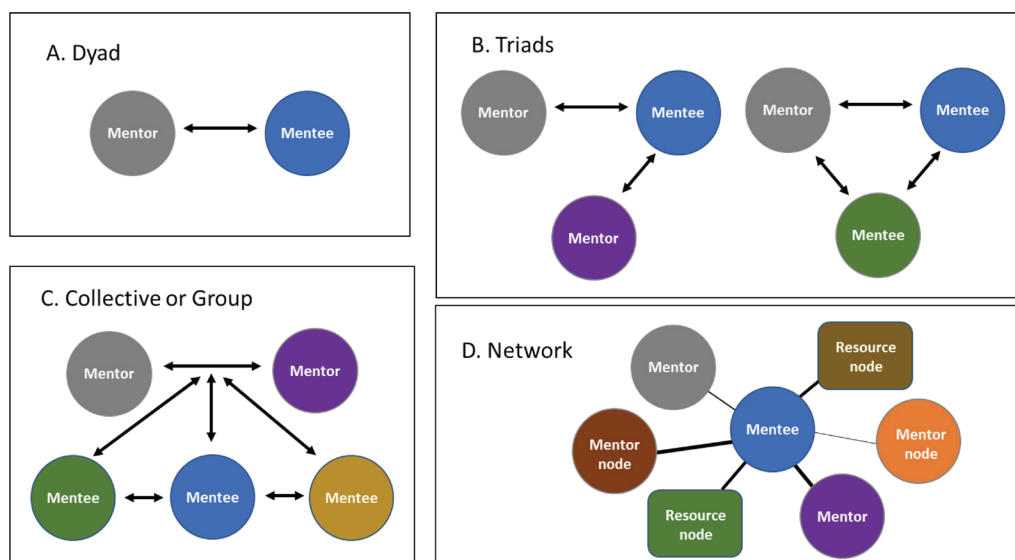 A. Dyad
Mentor
Mentee
B. Triads
Mentor
Mentee
Mentor
Mentor
Mentee
Mentee
C. Collective or Group
Mentor
Mentor
Mentee
Mentee
Mentee
D. Network
Mentor
Resource
node
Mentee
Mentor
node
Mentor
node
Resource
node
Mentor